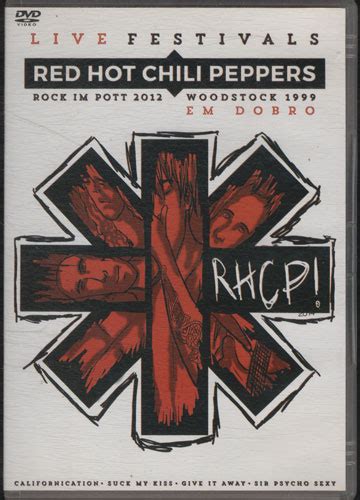 DVD
VIDEO
LIVE FESTIVALS
RED HOT CHILI PEPPERS
ROCK IM POTT 2012 WOODSTOCK 1999
EM DOBRO
RHCP!
CALIFORNICATION • SUCK MY KISS • GIVE IT AWAY • SIR PSYCHO SEXY